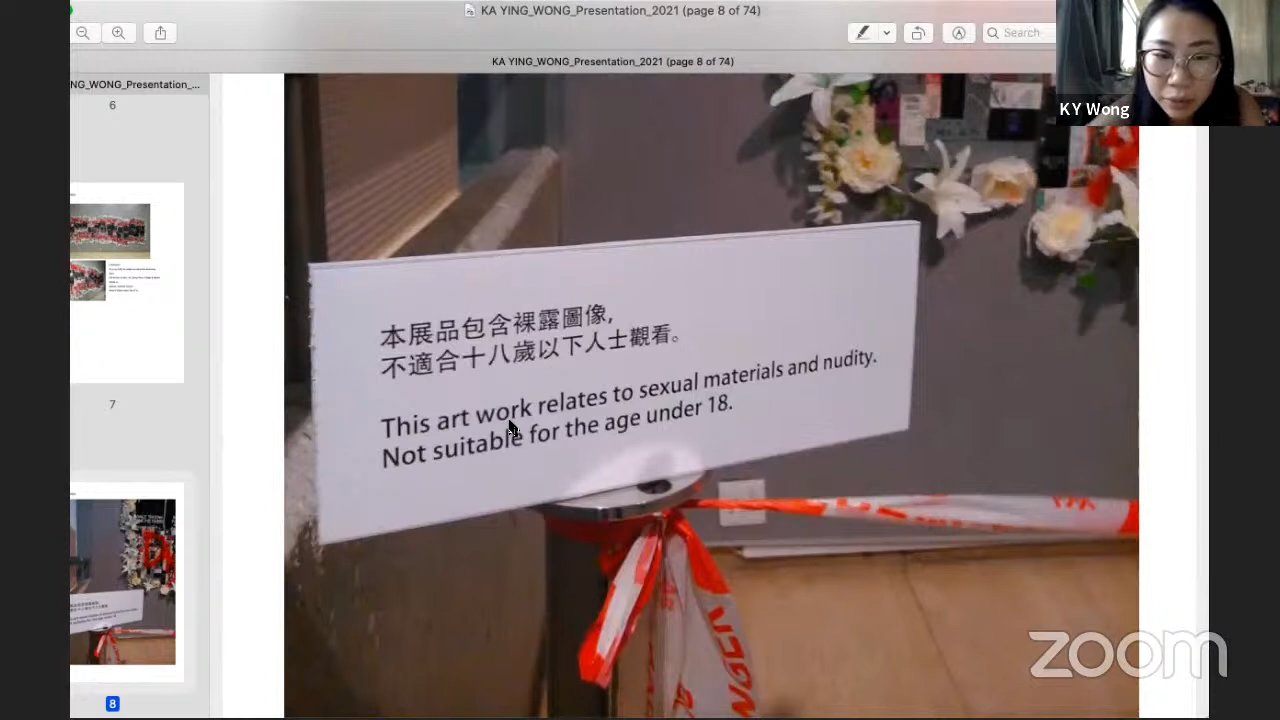 KA YING_WONG_Presentation_2021 (page 8 of 74)
Search
KA YING_WONG_Presentation_2021 (page 8 of 74)
NG_WONG_Presentation_...
6
7
8
KY Wong
本展品包含裸露圖像,
不適合十八歲以下人士觀看。
This art work relates to sexual materials and nudity.
Not suitable for the age under 18.
zoom